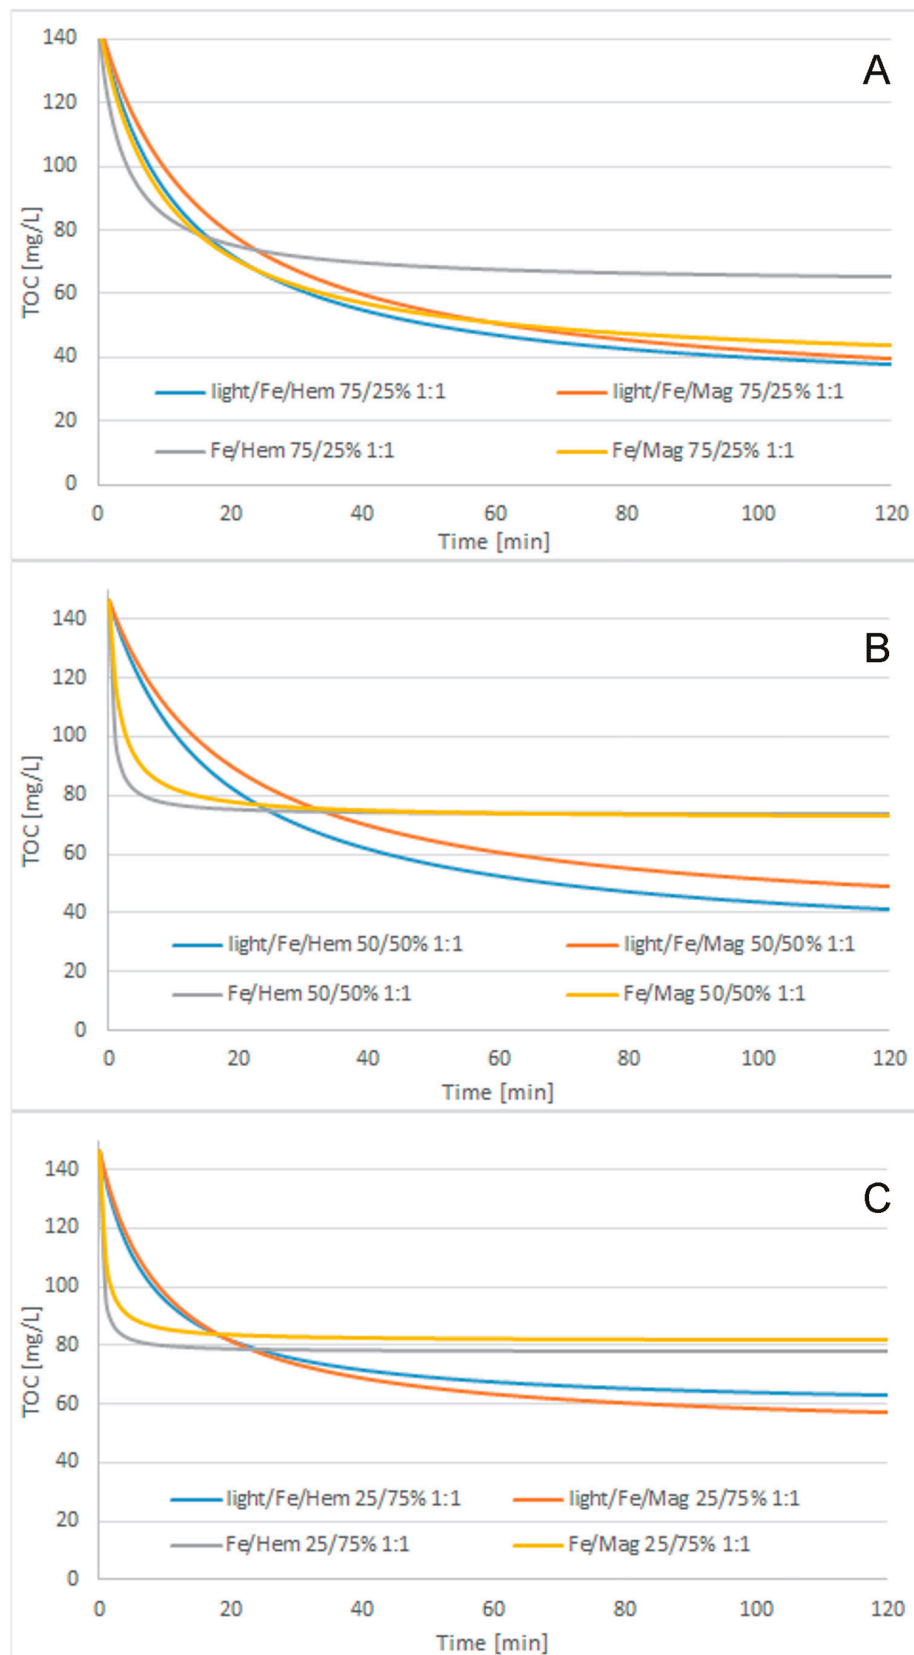 A
140
120
100
80
60
40
20
0
TOC [mg/L]
light/Fe/Hem 75/25% 1:1 light/Fe/Mag 75/25% 1:1
Fe/Hem 75/25% 1:1 Fe/Mag 75/25% 1:1
0 20 40 60 80 100 120
Time [min]
B
140
120
100
80
60
40
20
0
TOC [mg/L]
light/Fe/Hem 50/50% 1:1 light/Fe/Mag 50/50% 1:1
Fe/Hem 50/50% 1:1 Fe/Mag 50/50% 1:1
0 20 40 60 80 100 120
Time [min]
C
140
120
100
80
60
40
20
0
TOC [mg/L]
light/Fe/Hem 25/75% 1:1 light/Fe/Mag 25/75% 1:1
Fe/Hem 25/75% 1:1 Fe/Mag 25/75% 1:1
0 20 40 60 80 100 120
Time [min]